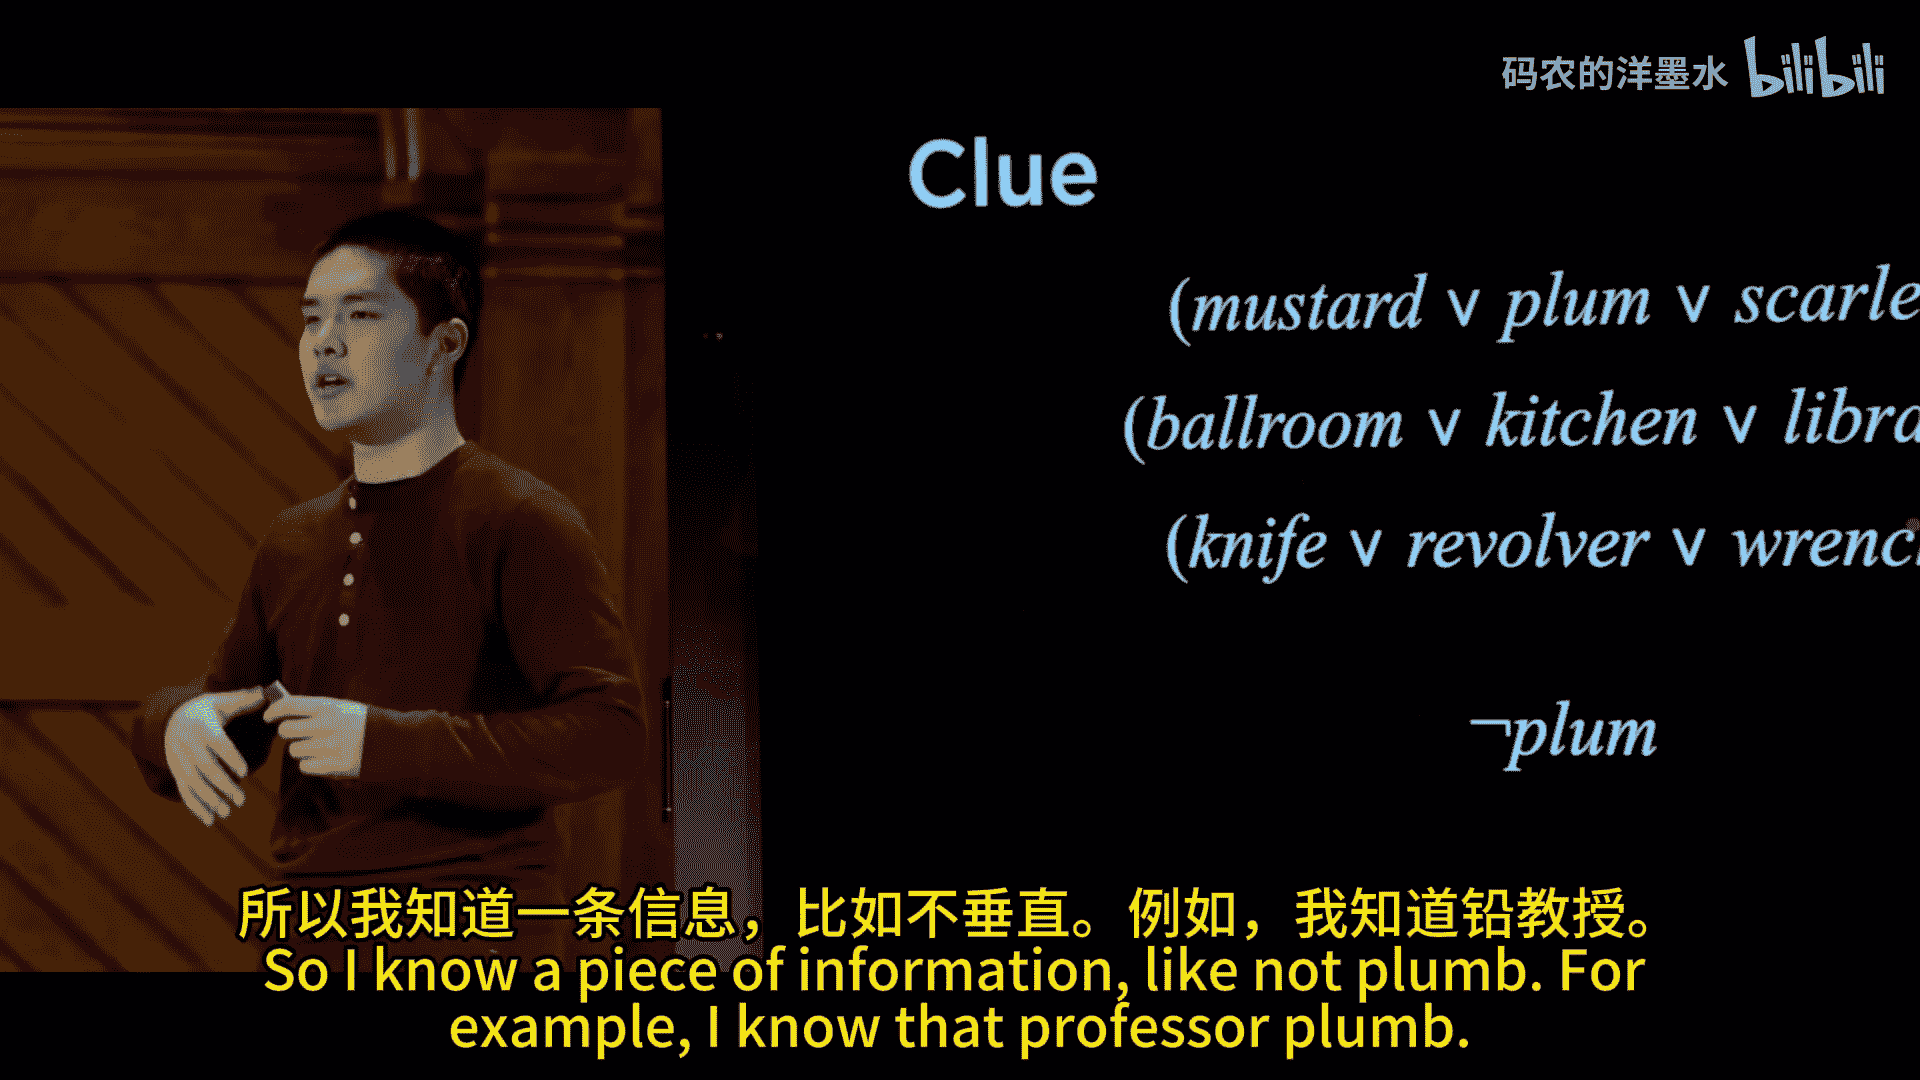 码农的洋墨水 bilibili
Clue
(mustard ∨ plum ∨ scarle
(ballroom ∨ kitchen ∨ libra
(knife ∨ revolver ∨ wrenc
¬plum
所以我知道一条信息，比如不垂直。例如，我知道铅教授。
So I know a piece of information, like not plumb. For
example, I know that professor plumb.